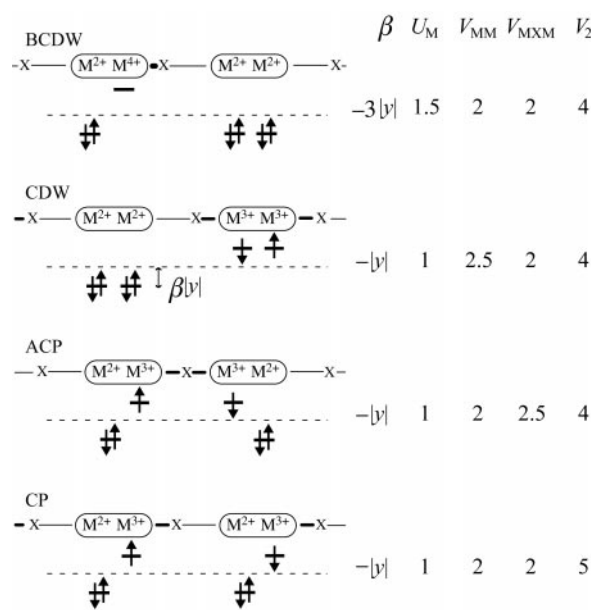 β U_M V_MM V_MXM V_2
BCDW
X M²⁺ M⁴⁺ X M²⁺ M²⁺ X
−3|y| 1.5 2 2 4
CDW
X M²⁺ M²⁺ X M³⁺ M³⁺ X
−|y| 1 2.5 2 4
β|y|
ACP
X M²⁺ M³⁺ X M³⁺ M²⁺ X
−|y| 1 2 2.5 4
CP
X M²⁺ M³⁺ X M²⁺ M³⁺ X
−|y| 1 2 2 5